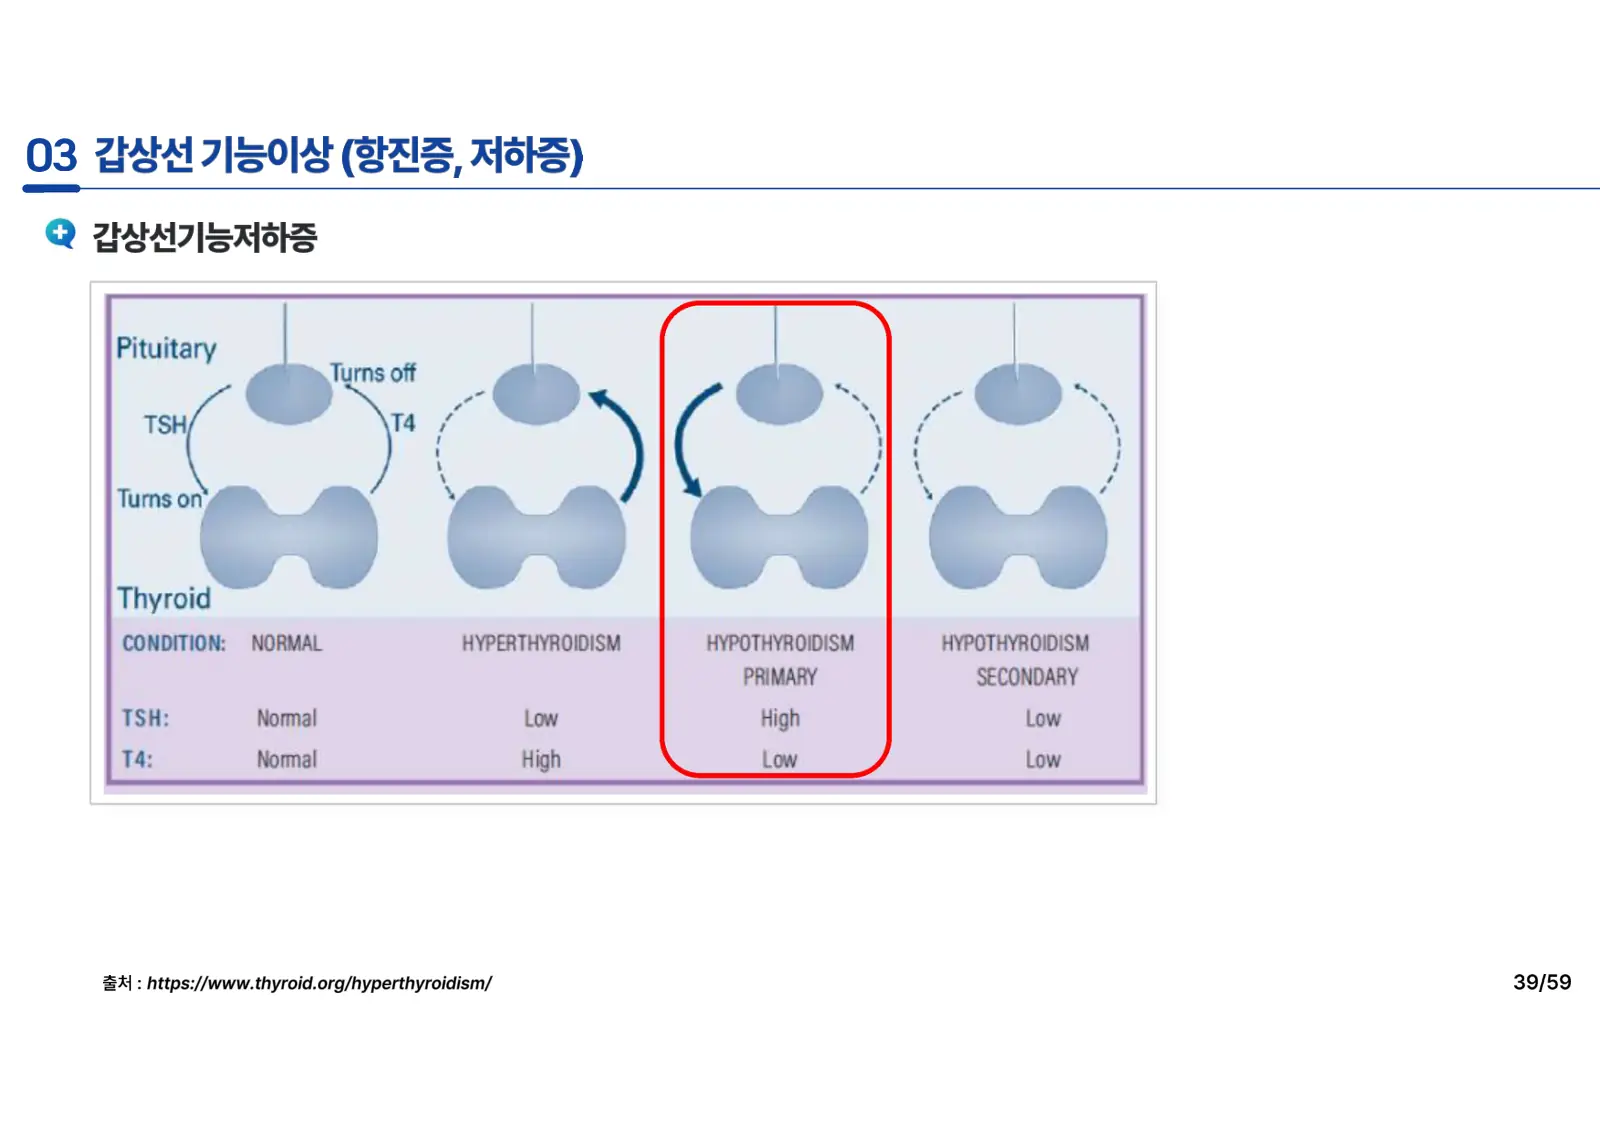 03 갑상선 기능이상 (항진증, 저하증)
갑상선기능저하증
Pituitary
Turns off
TSH
T4
Turns on
Thyroid
CONDITION: NORMAL HYPERTHYROIDISM HYPOTHYROIDISM HYPOTHYROIDISM
PRIMARY SECONDARY
TSH: Normal Low High Low
T4: Normal High Low Low
출처 : https://www.thyroid.org/hyperthyroidism/
39/59